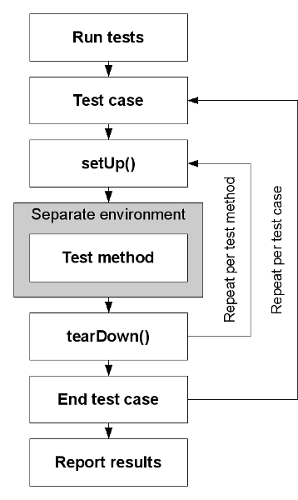 Run tests
Test case
setUp()
Separate environment
Test method
tearDown()
End test case
Report results
Repeat per test method
Repeat per test case